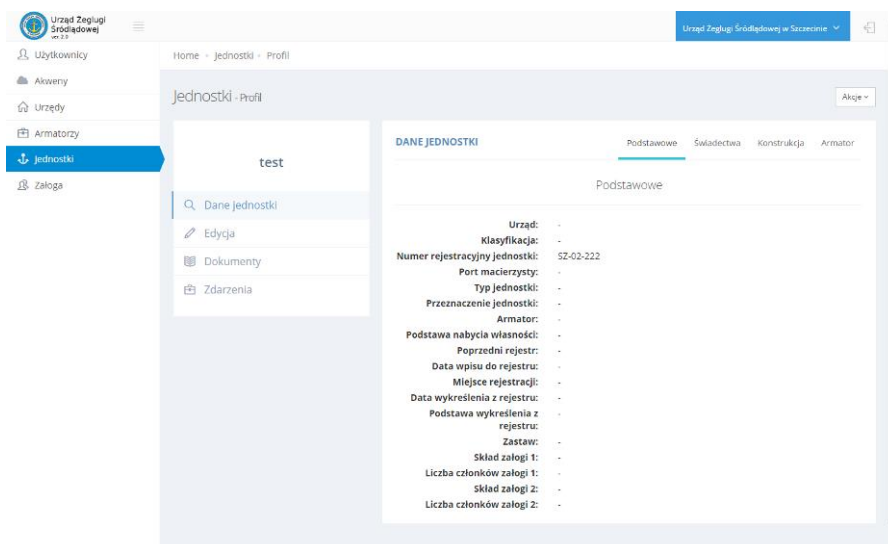 Urząd Żeglugi
Śródlądowej
ver. 2.0
Urząd Żeglugi Śródlądowej w Szczecinie
Użytkownicy
Akweny
Urzędy
Armatorzy
Jednostki
Załoga
Home - Jednostki - Profil
Jednostki - Profil
Akcje
test
Dane jednostki
Edycja
Dokumenty
Zdarzenia
DANE JEDNOSTKI
Podstawowe Świadectwa Konstrukcja Armator
Podstawowe
Urząd: -
Klasyfikacja: -
Numer rejestracyjny jednostki: SZ-02-222
Port macierzysty: -
Typ jednostki: -
Przeznaczenie jednostki: -
Armator: -
Podstawa nabycia własności: -
Poprzedni rejestr: -
Data wpisu do rejestru: -
Miejsce rejestracji: -
Data wykreślenia z rejestru: -
Podstawa wykreślenia z -
rejestru:
Zastaw: -
Skład załogi 1: -
Liczba członków załogi 1: -
Skład załogi 2: -
Liczba członków załogi 2: -